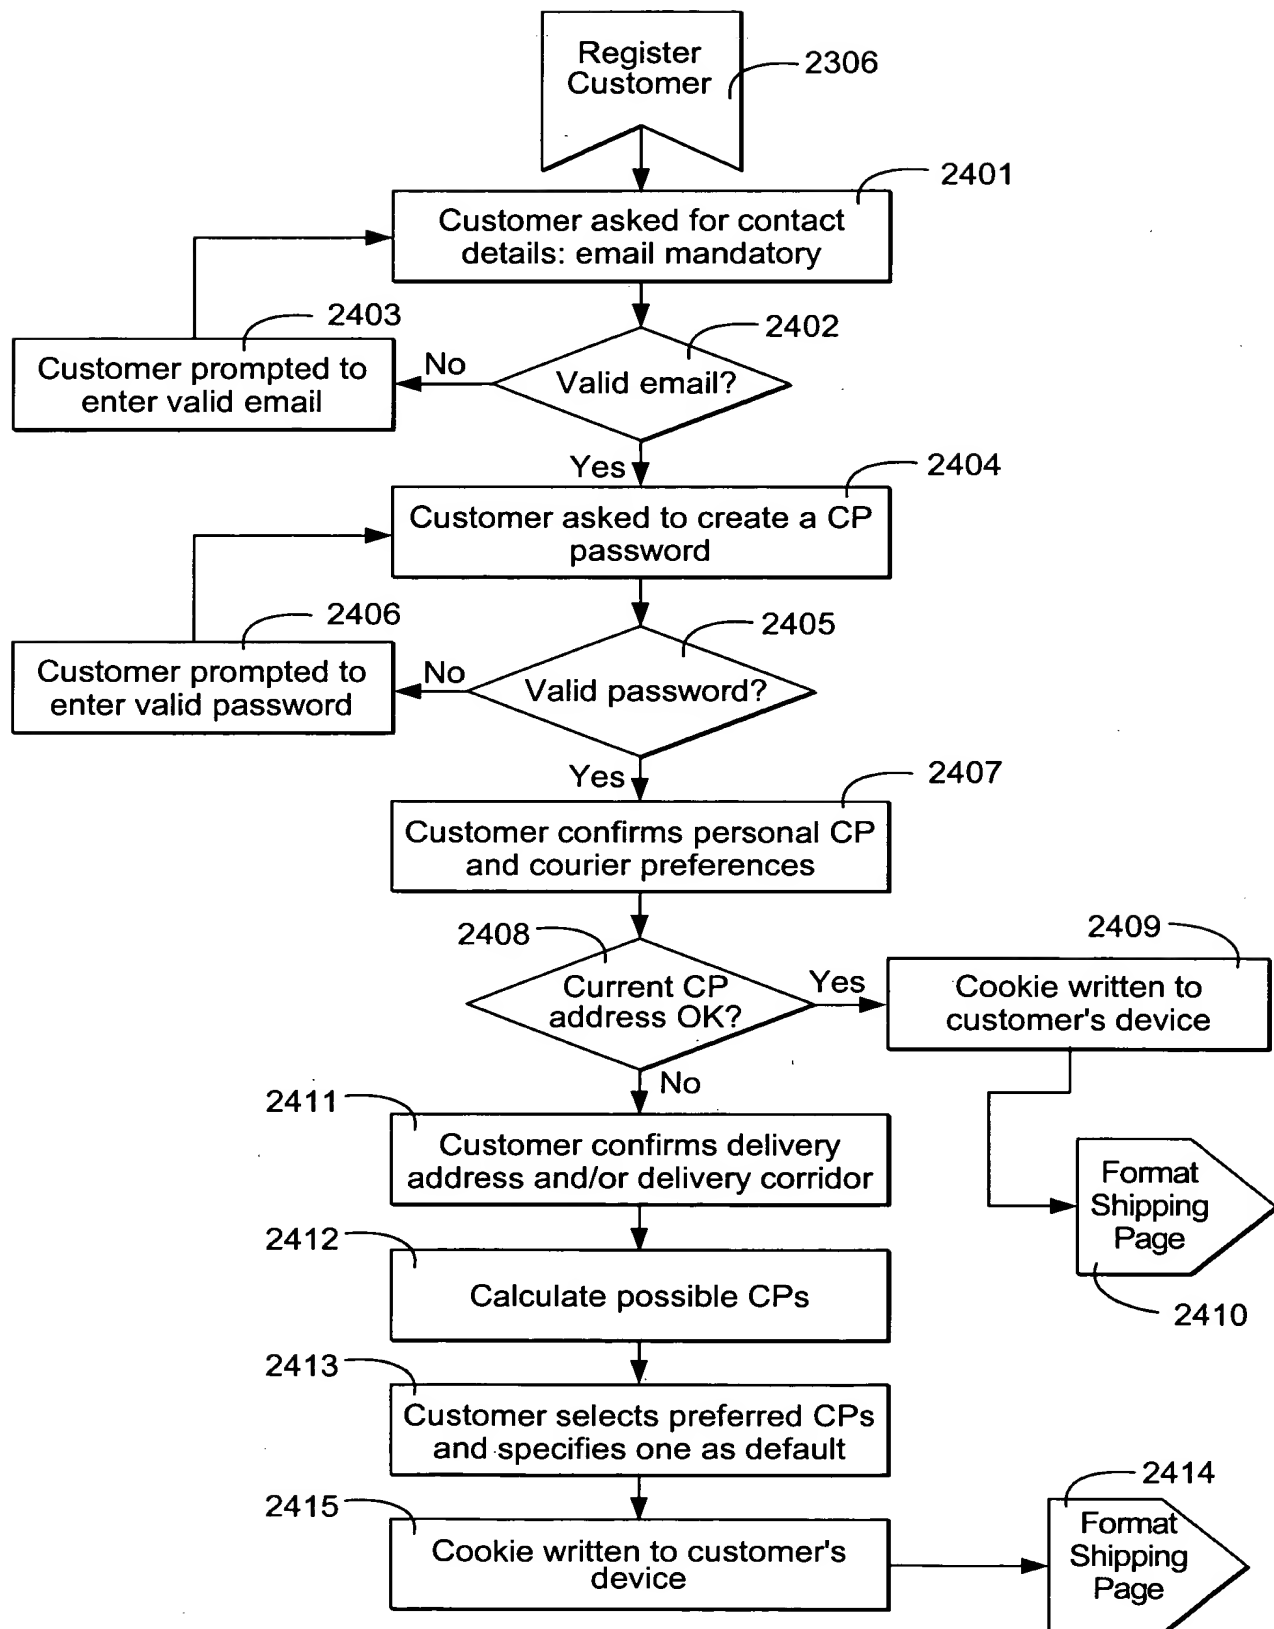 Register
Customer
2306
2401
Customer asked for contact
details: email mandatory
2403
2402
Customer prompted to
enter valid email
No
Valid email?
Yes
2404
Customer asked to create a CP
password
2406
2405
Customer prompted to
enter valid password
No
Valid password?
Yes
2407
Customer confirms personal CP
and courier preferences
2408
2409
Current CP
address OK?
Yes
Cookie written to
customer's device
No
2411
Customer confirms delivery
address and/or delivery corridor
Format
Shipping
Page
2410
2412
Calculate possible CPs
2413
Customer selects preferred CPs
and specifies one as default
2415
2414
Cookie written to customer's
device
Format
Shipping
Page